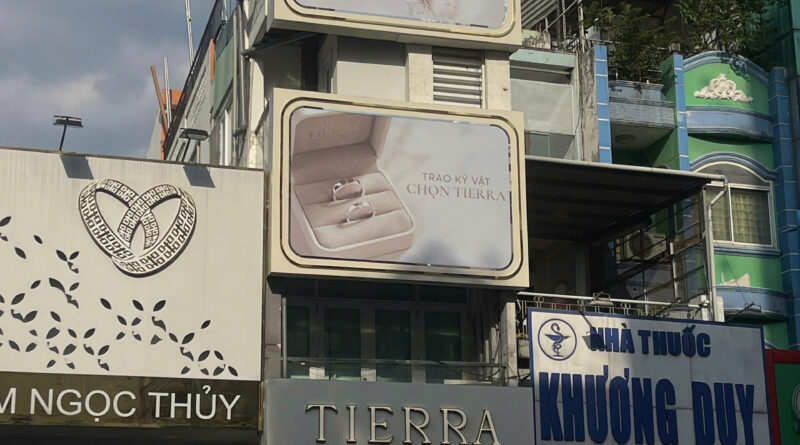 TRAO KỶ VẬT
CHỌN TIERRA
M NGỌC THỦY
TIERRA
NHÀ THUỐC
KHƯƠNG DUY